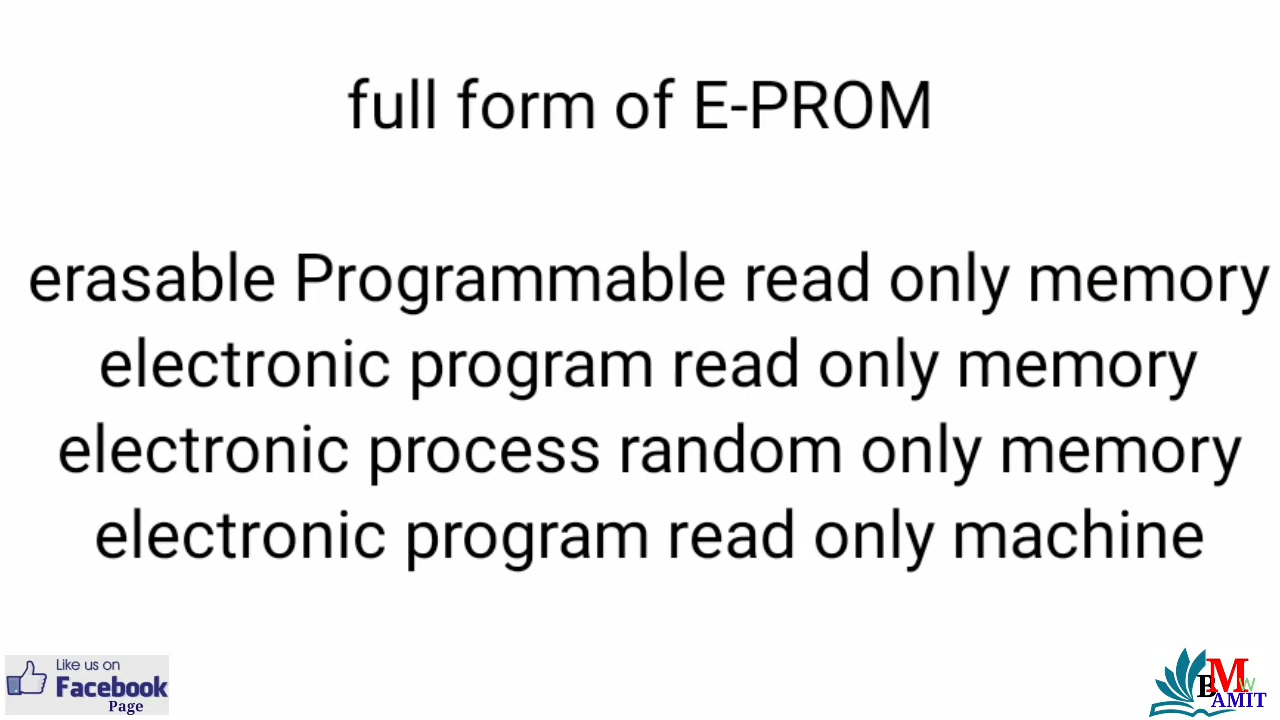 full form of E-PROM
erasable Programmable read only memory
electronic program read only memory
electronic process random only memory
electronic program read only machine
Like us on
Facebook
Page
BMW
AMIT